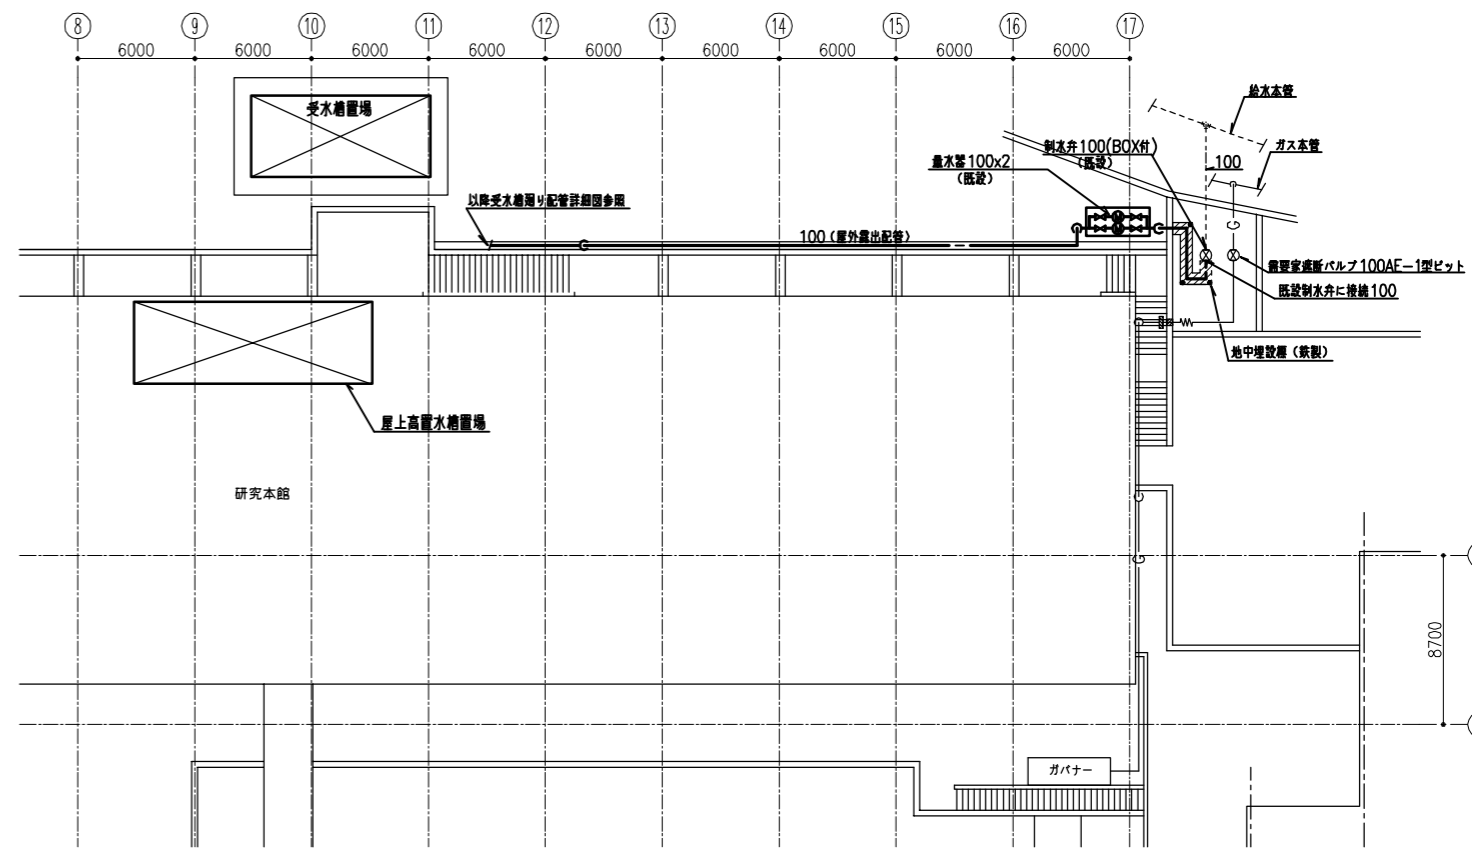 8 9 10 11 12 13 14 15 16 17
6000 6000 6000 6000 6000 6000 6000 6000 6000
給水本管
受水槽置場
制水弁100(BOX付)
(既設)
ガス本管
量水器100x2
(既設)
100
以降受水槽廻り配管詳細図参照
100(屋外露出配管)
G
需要家遮断バルブ100AE-1型ピット
既設制水弁に接続100
地中埋設標(鉄製)
屋上高置水槽置場
研究本館
G
8700
ガバナー